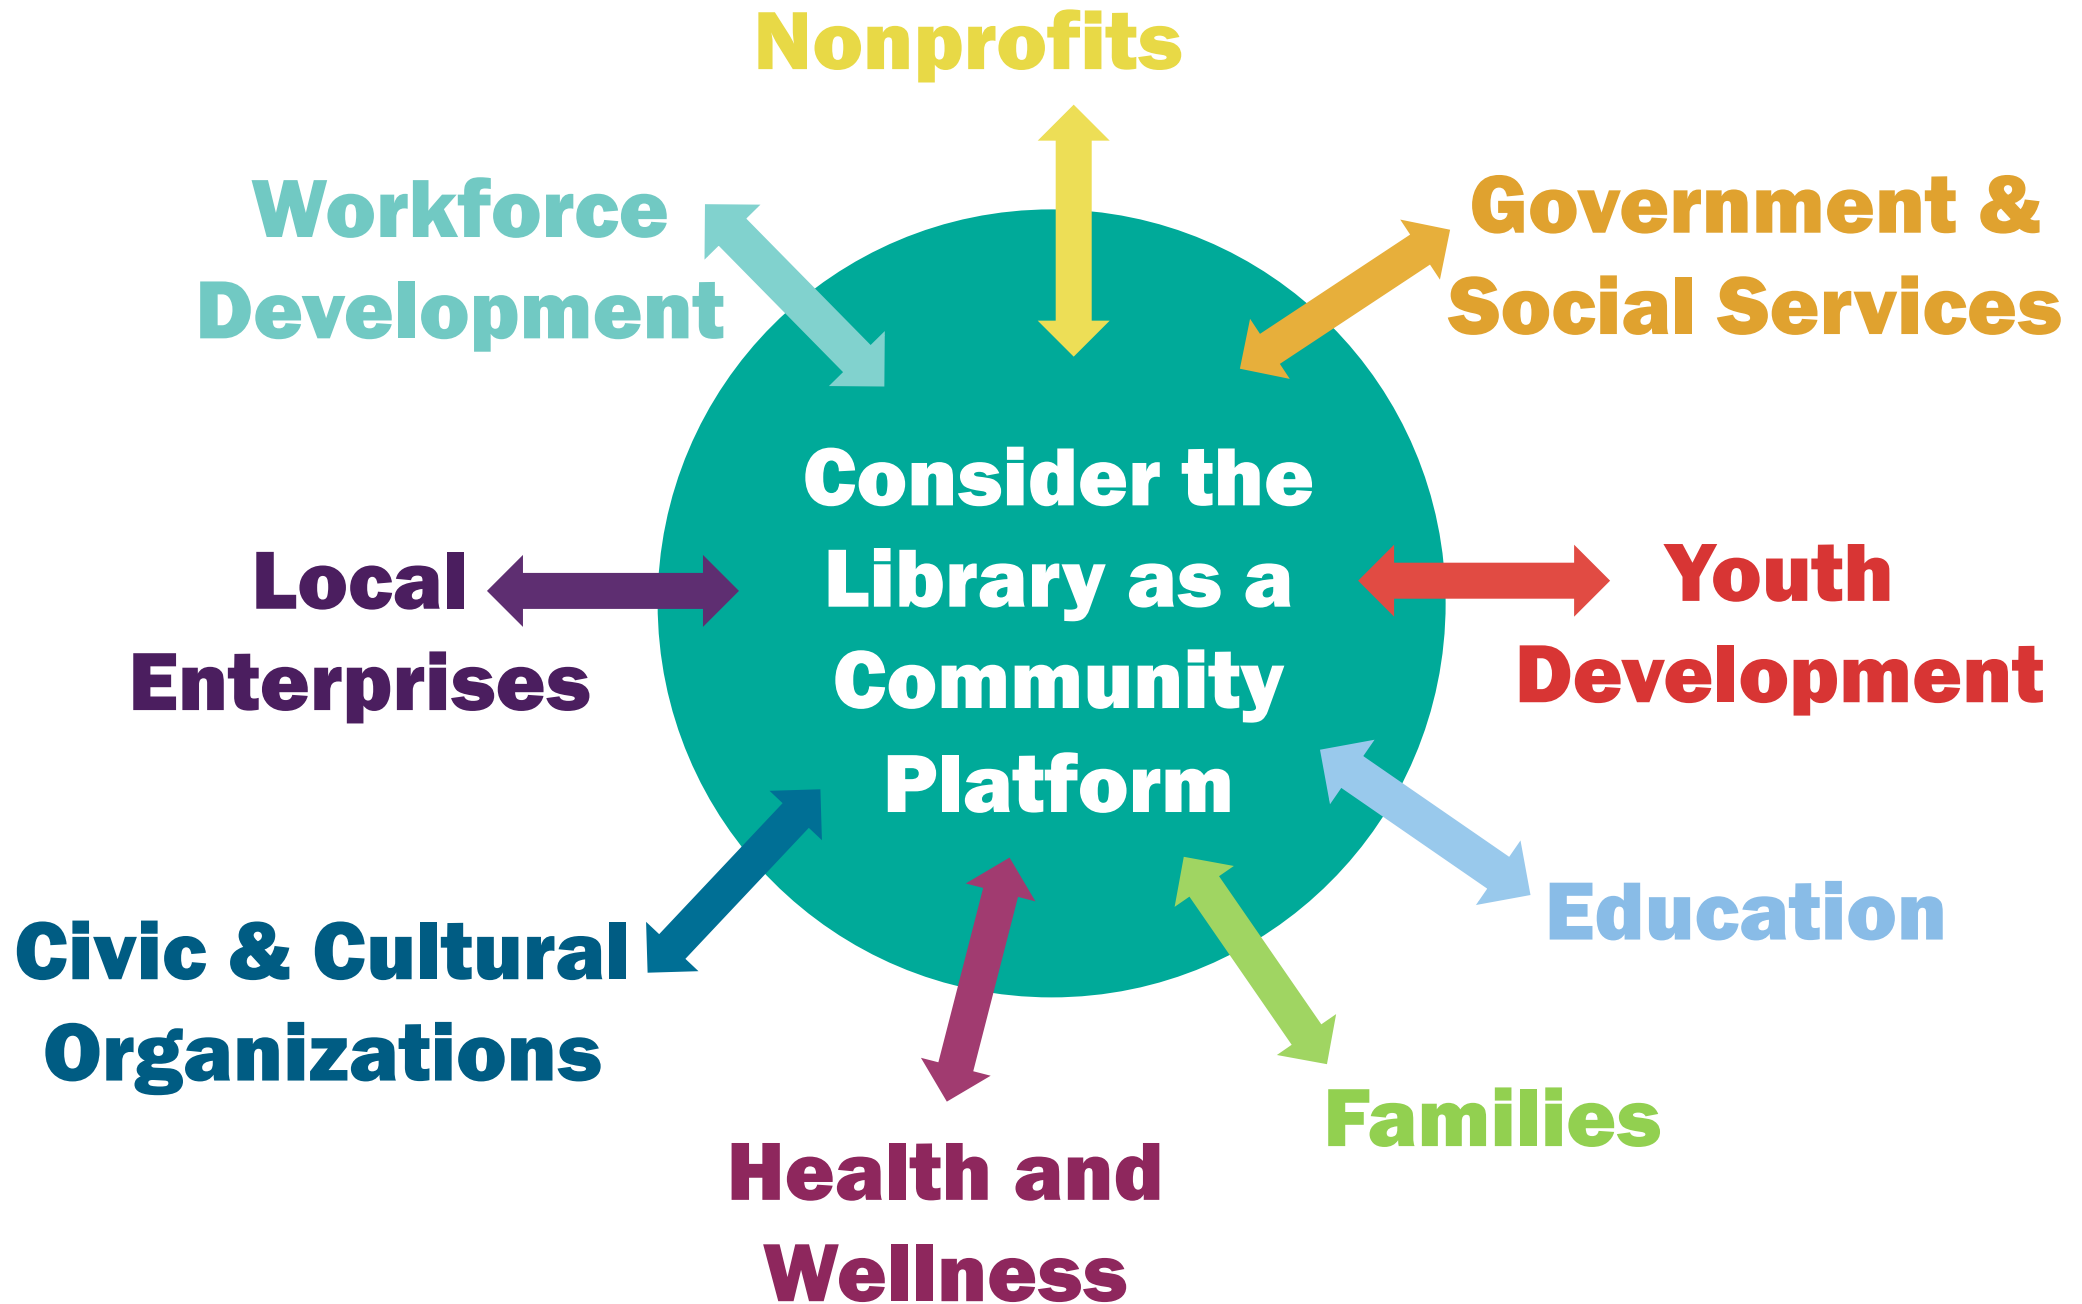 Nonprofits
Workforce
Development
Government &
Social Services
Consider the
Library as a
Community
Platform
Local
Enterprises
Youth
Development
Education
Civic & Cultural
Organizations
Families
Health and
Wellness